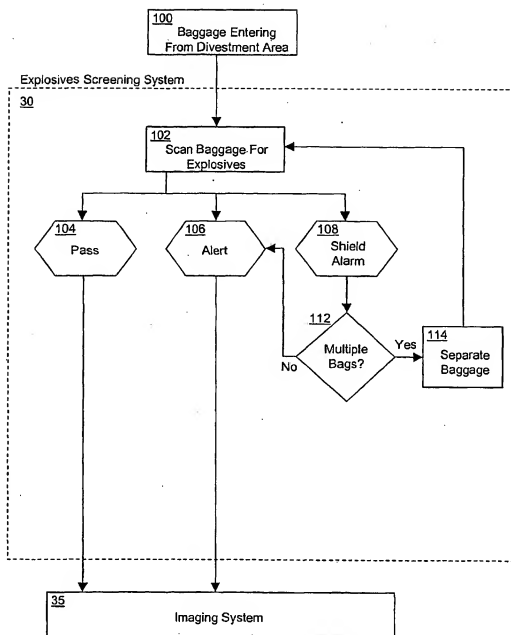 100
Baggage Entering
From Divestment Area
Explosives Screening System
30
102
Scan Baggage For
Explosives
104
Pass
106
Alert
108
Shield
Alarm
112
Multiple
Bags?
No
Yes
114
Separate
Baggage
35
Imaging System